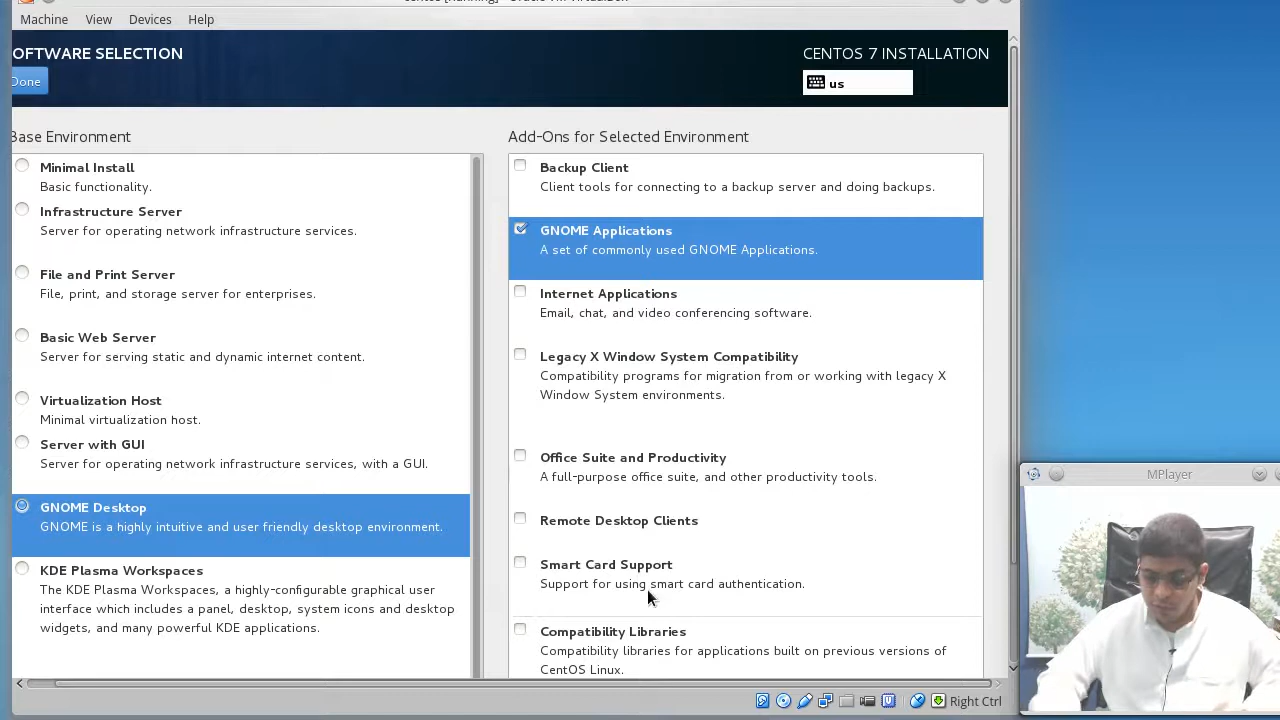 Machine View Devices Help
OFTWARE SELECTION
CENTOS 7 INSTALLATION
Done
us
Base Environment
Add-Ons for Selected Environment
Minimal Install
Basic functionality.
Infrastructure Server
Server for operating network infrastructure services.
File and Print Server
File, print, and storage server for enterprises.
Basic Web Server
Server for serving static and dynamic internet content.
Virtualization Host
Minimal virtualization host.
Server with GUI
Server for operating network infrastructure services, with a GUI.
GNOME Desktop
GNOME is a highly intuitive and user friendly desktop environment.
KDE Plasma Workspaces
The KDE Plasma Workspaces, a highly-configurable graphical user
interface which includes a panel, desktop, system icons and desktop
widgets, and many powerful KDE applications.
Backup Client
Client tools for connecting to a backup server and doing backups.
GNOME Applications
A set of commonly used GNOME Applications.
Internet Applications
Email, chat, and video conferencing software.
Legacy X Window System Compatibility
Compatibility programs for migration from or working with legacy X
Window System environments.
Office Suite and Productivity
A full-purpose office suite, and other productivity tools.
Remote Desktop Clients
Smart Card Support
Support for using smart card authentication.
Compatibility Libraries
Compatibility libraries for applications built on previous versions of
CentOS Linux.
MPlayer
Right Ctrl